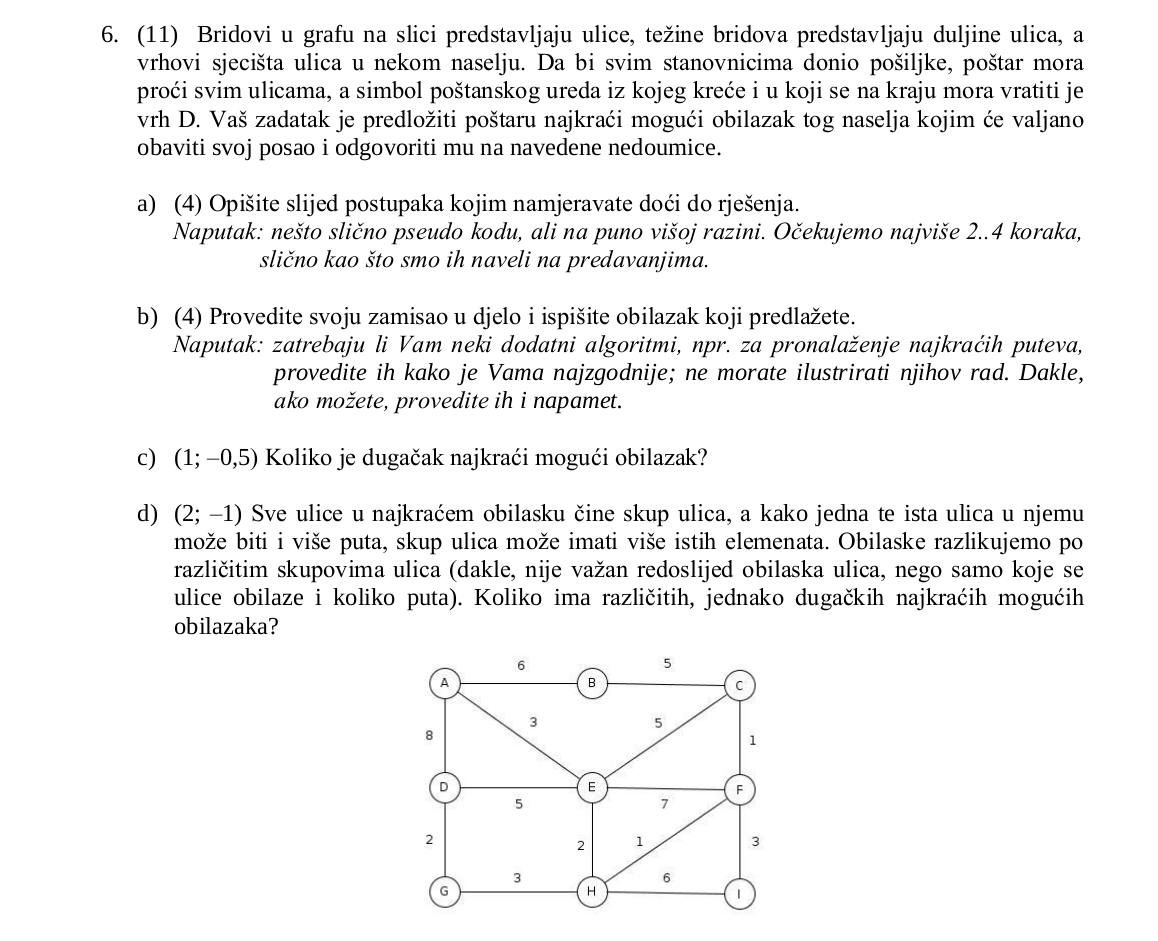 6. (11) Bridovi u grafu na slici predstavljaju ulice, težine bridova predstavljaju duljine ulica, a
vrhovi sjecišta ulica u nekom naselju. Da bi svim stanovnicima donio pošiljke, poštar mora
proći svim ulicama, a simbol poštanskog ureda iz kojeg kreće i u koji se na kraju mora vratiti je
vrh D. Vaš zadatak je predložiti poštaru najkraći mogući obilazak tog naselja kojim će valjano
obaviti svoj posao i odgovoriti mu na navedene nedoumice.
a) (4) Opišite slijed postupaka kojim namjeravate doći do rješenja.
Naputak: nešto slično pseudo kodu, ali na puno višoj razini. Očekujemo najviše 2..4 koraka,
slično kao što smo ih naveli na predavanjima.
b) (4) Provedite svoju zamisao u djelo i ispišite obilazak koji predlažete.
Naputak: zatrebaju li Vam neki dodatni algoritmi, npr. za pronalaženje najkraćih puteva,
provedite ih kako je Vama najzgodnije; ne morate ilustrirati njihov rad. Dakle,
ako možete, provedite ih i napamet.
c) (1; –0,5) Koliko je dugačak najkraći mogući obilazak?
d) (2; –1) Sve ulice u najkraćem obilasku čine skup ulica, a kako jedna te ista ulica u njemu
može biti i više puta, skup ulica može imati više istih elemenata. Obilaske razlikujemo po
različitim skupovima ulica (dakle, nije važan redoslijed obilaska ulica, nego samo koje se
ulice obilaze i koliko puta). Koliko ima različitih, jednako dugačkih najkraćih mogućih
obilazaka?
6 5
A B C
3 5
8 1
D E F
5 7
2 2 1 3
3 6
G H I